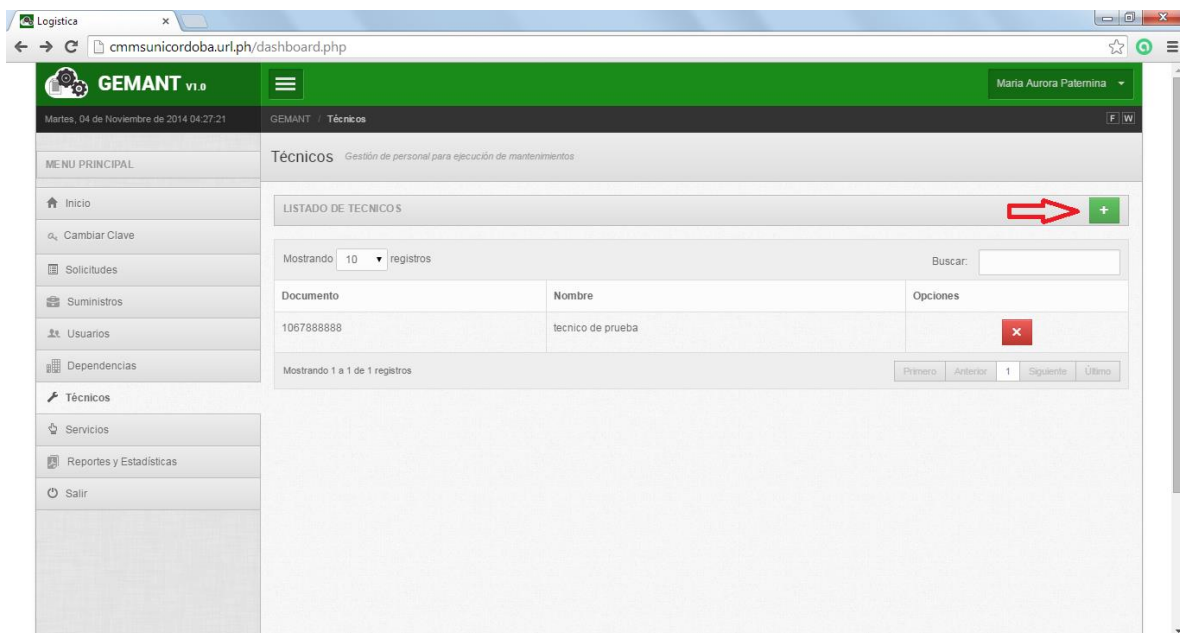 Logistica
cmmsunicordoba.url.ph/dashboard.php
GEMANT V1.0
Maria Aurora Paternina
Martes, 04 de Noviembre de 2014 04:27:21
GEMANT / Técnicos
F W
MENU PRINCIPAL
Técnicos Gestión de personal para ejecución de mantenimientos
Inicio
Cambiar Clave
Solicitudes
Suministros
Usuarios
Dependencias
Técnicos
Servicios
Reportes y Estadísticas
Salir
LISTADO DE TECNICOS
Mostrando 10 registros
Buscar:
Documento Nombre Opciones
1067888888 tecnico de prueba
Mostrando 1 a 1 de 1 registros
Primero Anterior 1 Siguiente Último